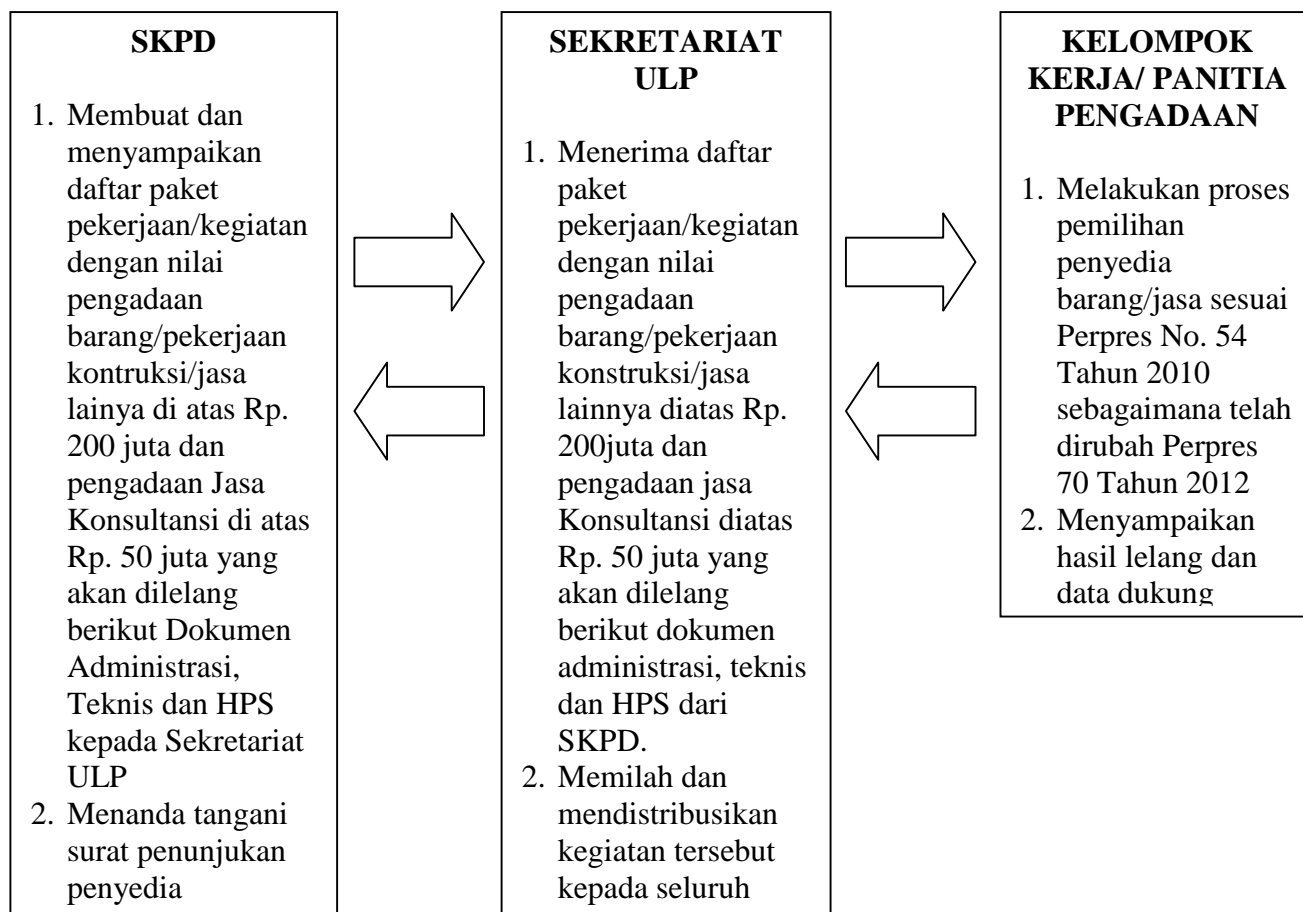 SKPD
1. Membuat dan
menyampaikan
daftar paket
pekerjaan/kegiatan
dengan nilai
pengadaan
barang/pekerjaan
kontruksi/jasa
lainya di atas Rp.
200 juta dan
pengadaan Jasa
Konsultansi di atas
Rp. 50 juta yang
akan dilelang
berikut Dokumen
Administrasi,
Teknis dan HPS
kepada Sekretariat
ULP
2. Menanda tangani
surat penunjukan
penyedia
SEKRETARIAT
ULP
1. Menerima daftar
paket
pekerjaan/kegiatan
dengan nilai
pengadaan
barang/pekerjaan
konstruksi/jasa
lainnya diatas Rp.
200juta dan
pengadaan jasa
Konsultansi diatas
Rp. 50 juta yang
akan dilelang
berikut dokumen
administrasi, teknis
dan HPS dari
SKPD.
2. Memilah dan
mendistribusikan
kegiatan tersebut
kepada seluruh
KELOMPOK
KERJA/ PANITIA
PENGADAAN
1. Melakukan proses
pemilihan
penyedia
barang/jasa sesuai
Perpres No. 54
Tahun 2010
sebagaimana telah
dirubah Perpres
70 Tahun 2012
2. Menyampaikan
hasil lelang dan
data dukung